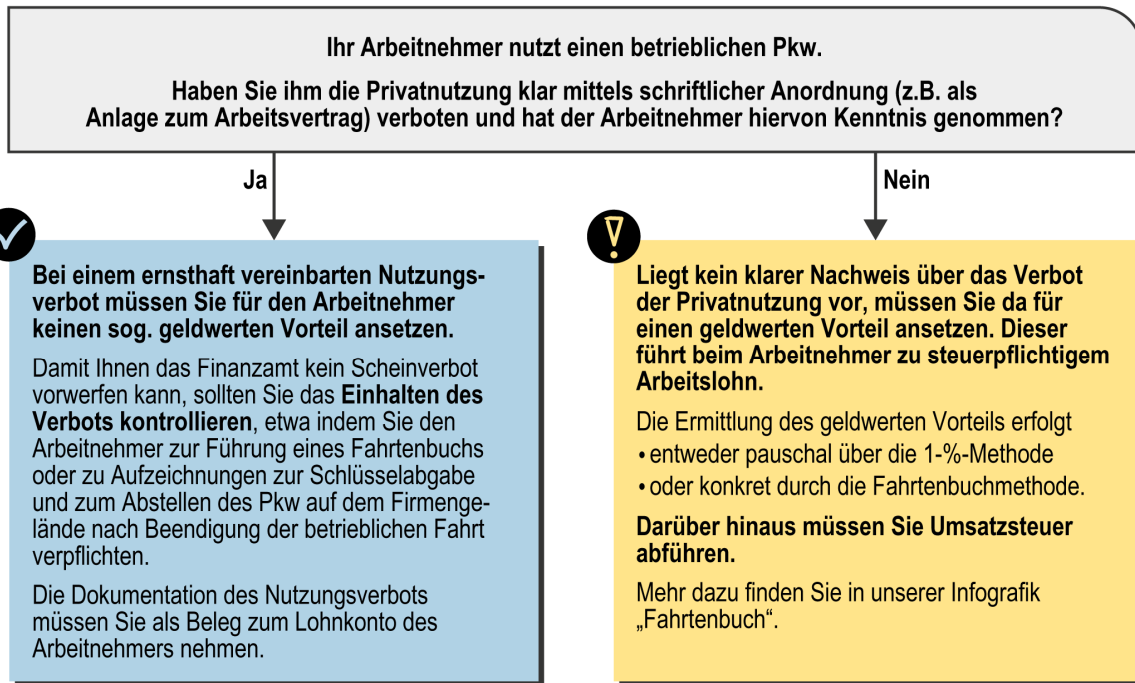 Ihr Arbeitnehmer nutzt einen betrieblichen Pkw.
Haben Sie ihm die Privatnutzung klar mittels schriftlicher Anordnung (z.B. als
Anlage zum Arbeitsvertrag) verboten und hat der Arbeitnehmer hiervon Kenntnis genommen?
Ja
Nein
Bei einem ernsthaft vereinbarten Nutzungs-
verbot müssen Sie für den Arbeitnehmer
keinen sog. geldwerten Vorteil ansetzen.
Damit Ihnen das Finanzamt kein Scheinverbot
vorwerfen kann, sollten Sie das Einhalten des
Verbots kontrollieren, etwa indem Sie den
Arbeitnehmer zur Führung eines Fahrtenbuchs
oder zu Aufzeichnungen zur Schlüsselabgabe
und zum Abstellen des Pkw auf dem Firmenge-
lände nach Beendigung der betrieblichen Fahrt
verpflichten.
Die Dokumentation des Nutzungsverbots
müssen Sie als Beleg zum Lohnkonto des
Arbeitnehmers nehmen.
Liegt kein klarer Nachweis über das Verbot
der Privatnutzung vor, müssen Sie da für
einen geldwerten Vorteil ansetzen. Dieser
führt beim Arbeitnehmer zu steuerpflichtigem
Arbeitslohn.
Die Ermittlung des geldwerten Vorteils erfolgt
• entweder pauschal über die 1-%-Methode
• oder konkret durch die Fahrtenbuchmethode.
Darüber hinaus müssen Sie Umsatzsteuer
abführen.
Mehr dazu finden Sie in unserer Infografik
„Fahrtenbuch“.